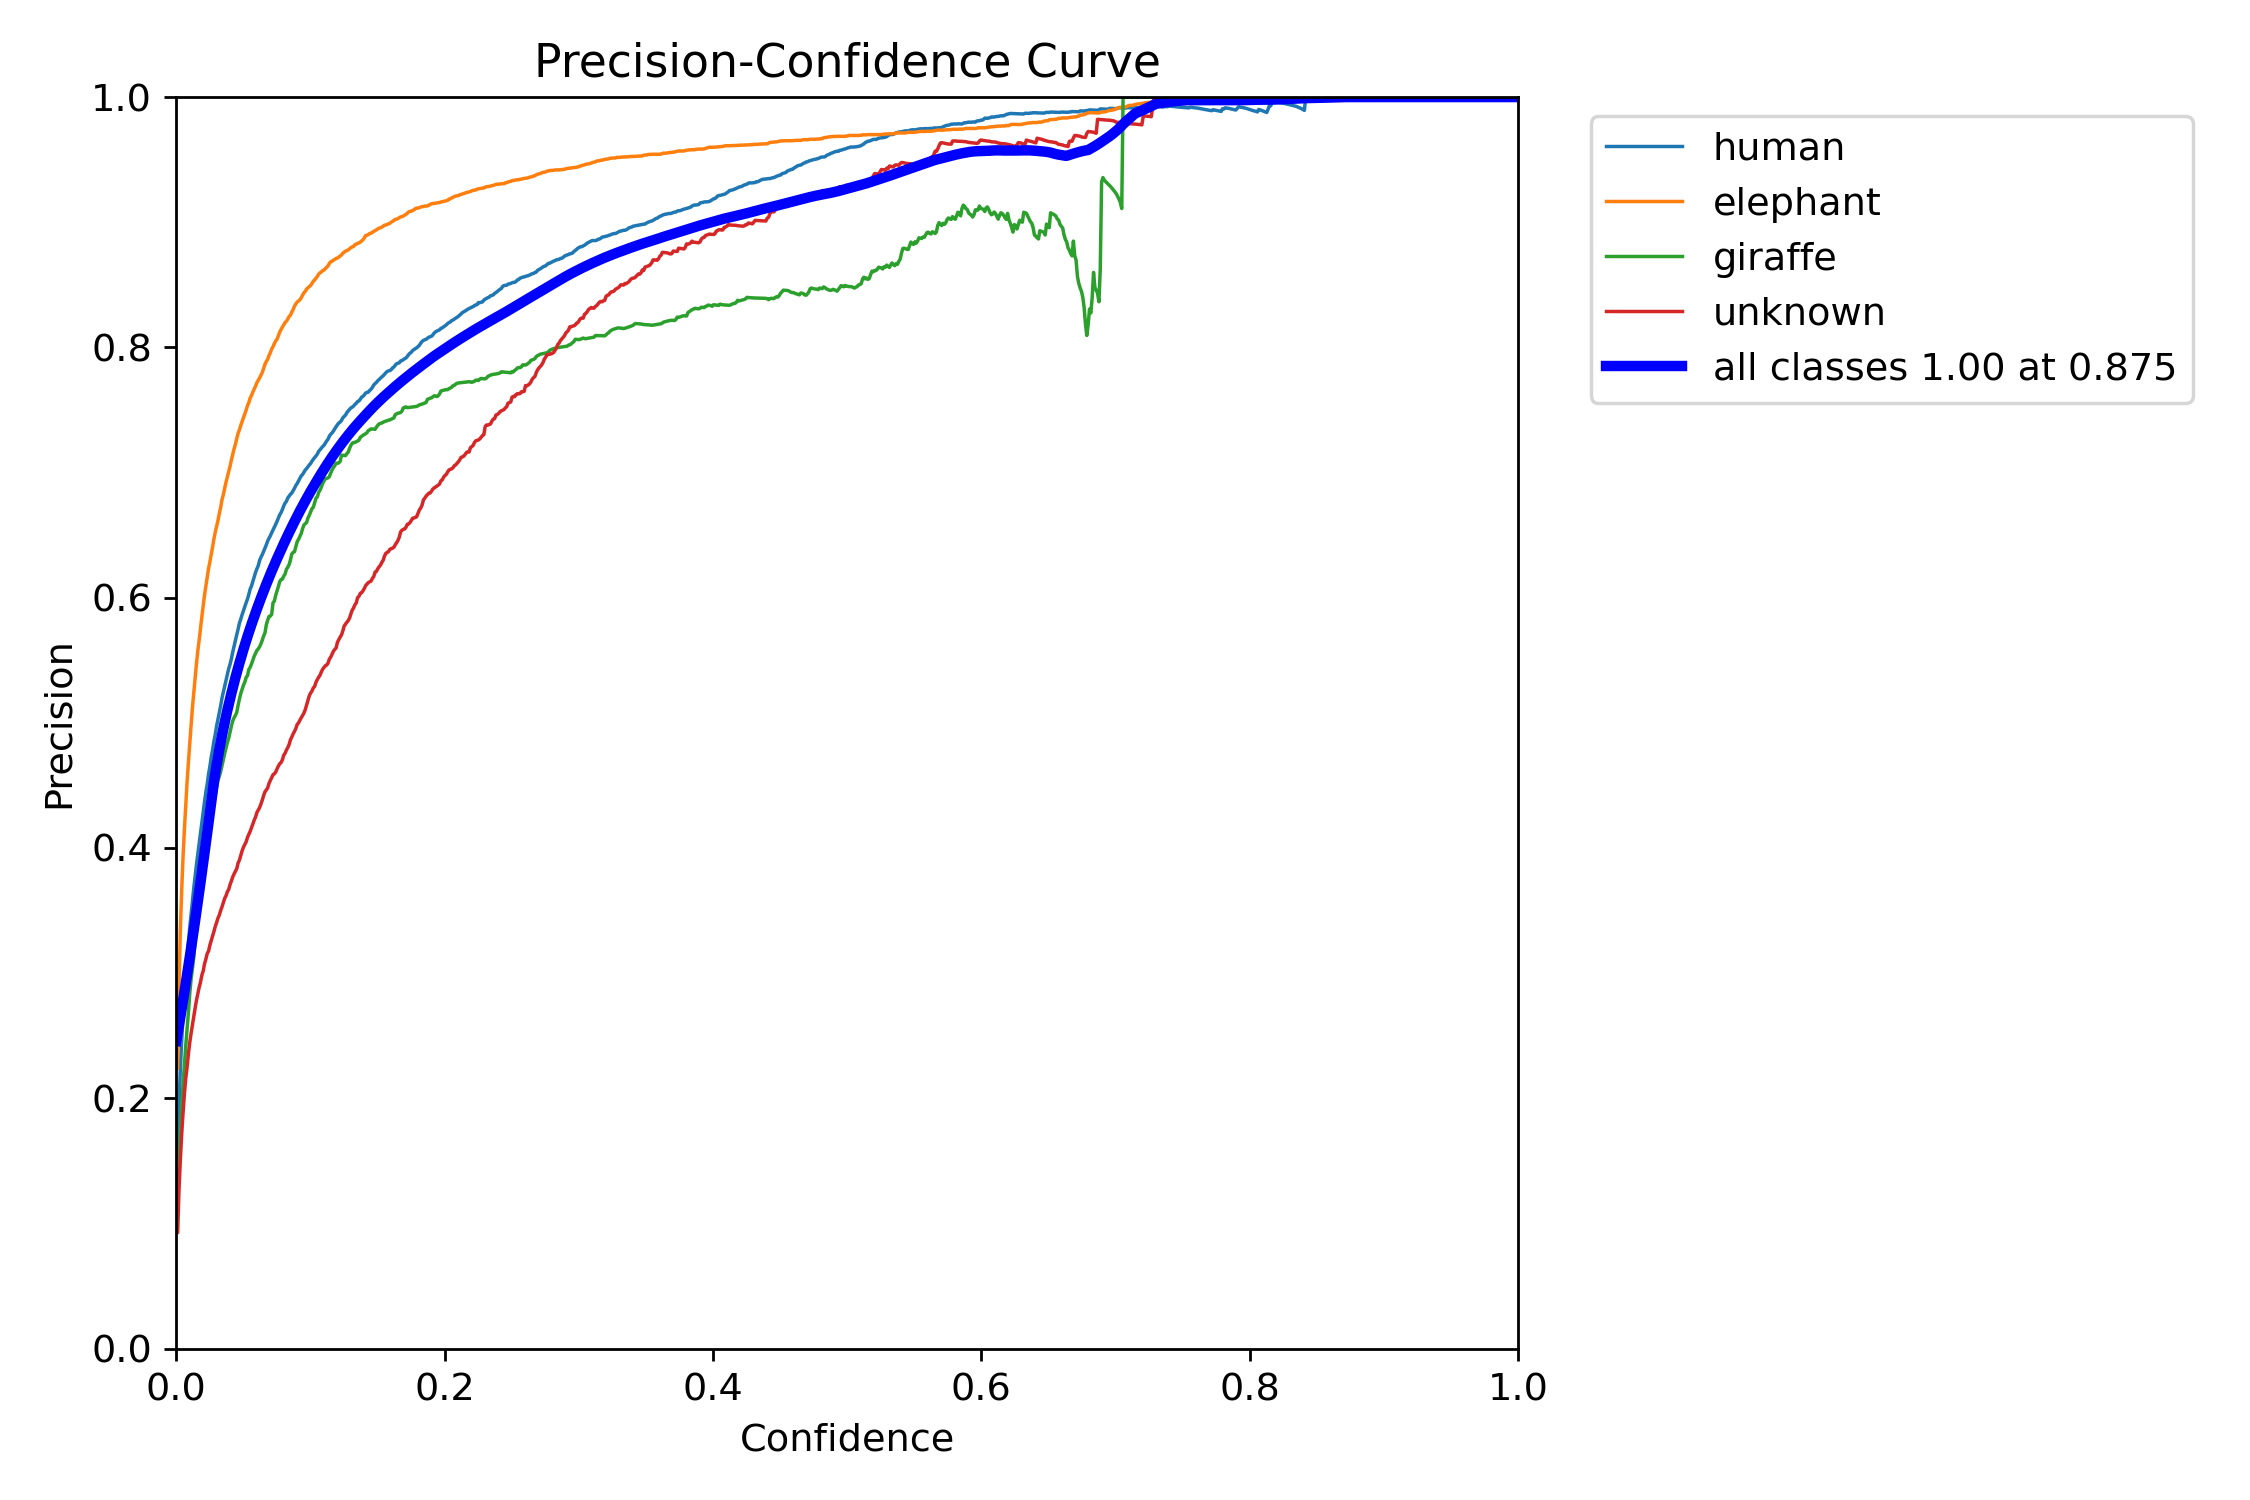 Precision-Confidence Curve
1.0
0.8
0.6
0.4
0.2
0.0
Precision
0.0 0.2 0.4 0.6 0.8 1.0
Confidence
human
elephant
giraffe
unknown
all classes 1.00 at 0.875